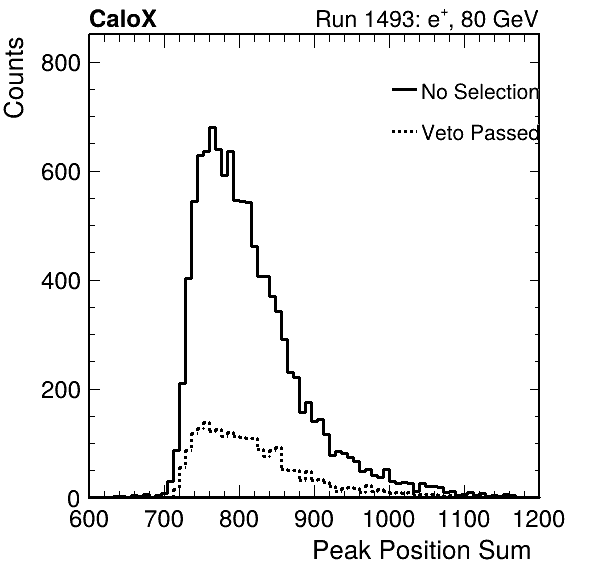 CaloX Run 1493: e+, 80 GeV
Counts
800
No Selection
Veto Passed
600
400
200
0
600 700 800 900 1000 1100 1200
Peak Position Sum